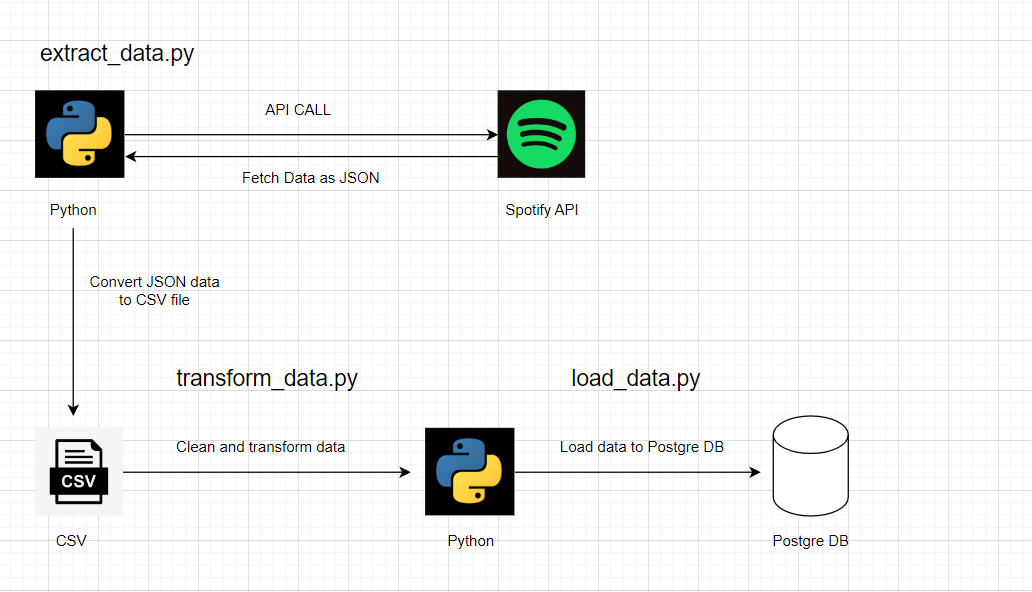 extract_data.py
API CALL
Fetch Data as JSON
Python
Spotify API
Convert JSON data
to CSV file
transform_data.py
load_data.py
Clean and transform data
Load data to Postgre DB
CSV
CSV
Python
Postgre DB